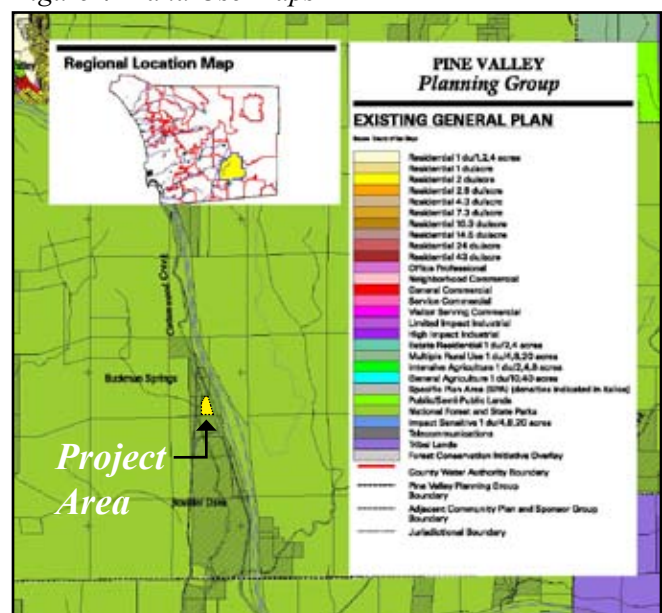 Regional Location Map
PINE VALLEY
Planning Group
EXISTING GENERAL PLAN
Residential 1 du/1,2,4 acres
Residential 1 du/acre
Residential 2 du/acre
Residential 2.9 du/acre
Residential 4.3 du/acre
Residential 7.3 du/acre
Residential 10.9 du/acre
Residential 14.5 du/acre
Residential 24 du/acre
Residential 43 du/acre
Office Professional
Neighborhood Commercial
General Commercial
Service Commercial
Visitor Serving Commercial
Limited Impact Industrial
High Impact Industrial
Estate Residential 1 du/2,4 acres
Multiple Rural Use 1 du/4,8,20 acres
Intensive Agriculture 1 du/2,4,8 acres
General Agriculture 1 du/10,40 acres
Specific Plan Area (SPA) (densities indicated in italics)
Public/Semi-Public Lands
National Forest and State Parks
Impact Sensitive 1 du/4,8,20 acres
Telecommunications
Tribal Lands
Forest Conservation Initiative Overlay
County Water Authority Boundary
Pine Valley Planning Group
Boundary
Adjacent Community Plan and Sponsor Group
Boundary
Jurisdictional Boundary
Cottonwood Creek
Buckman Springs
Project
Area